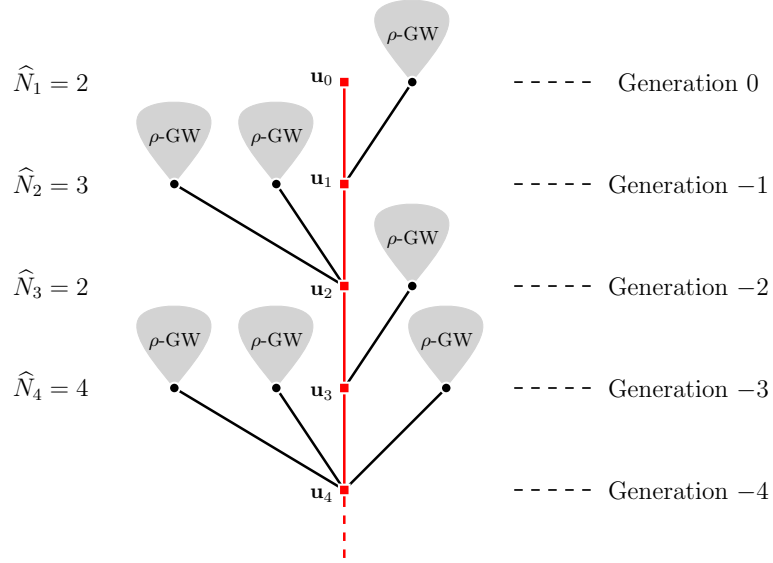 ρ-GW
N̂₁ = 2 u₀ Generation 0
ρ-GW ρ-GW
N̂₂ = 3 u₁ Generation −1
ρ-GW
N̂₃ = 2 u₂ Generation −2
ρ-GW ρ-GW ρ-GW
N̂₄ = 4 u₃ Generation −3
u₄ Generation −4